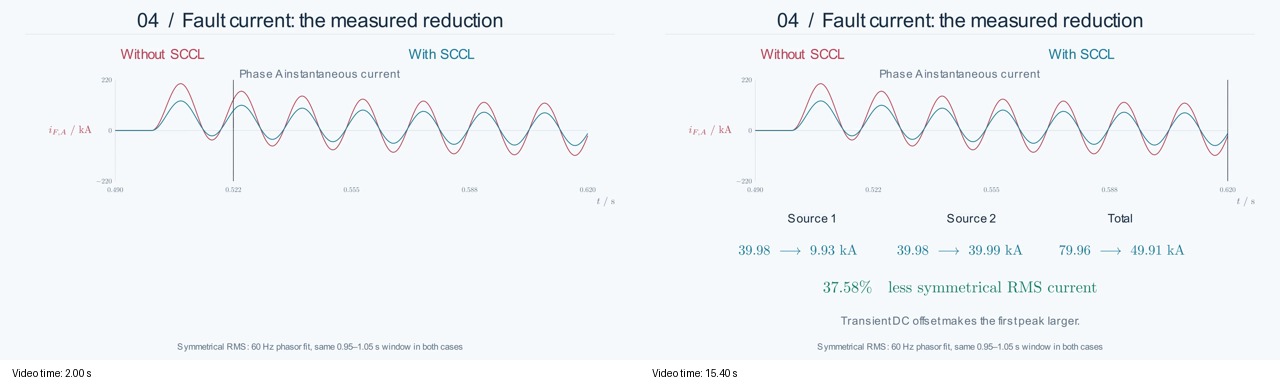 04 / Fault current: the measured reduction
Without SCCL
With SCCL
Phase A instantaneous current
220
i_{F,A} / kA
0
−220
0.490
0.522
0.555
0.588
0.620
t / s
Symmetrical RMS: 60 Hz phasor fit, same 0.95–1.05 s window in both cases
Video time: 2.00 s
04 / Fault current: the measured reduction
Without SCCL
With SCCL
Phase A instantaneous current
220
i_{F,A} / kA
0
−220
0.490
0.522
0.555
0.588
0.620
t / s
Source 1
Source 2
Total
39.98 → 9.93 kA
39.98 → 39.99 kA
79.96 → 49.91 kA
37.58% less symmetrical RMS current
Transient DC offset makes the first peak larger.
Symmetrical RMS: 60 Hz phasor fit, same 0.95–1.05 s window in both cases
Video time: 15.40 s